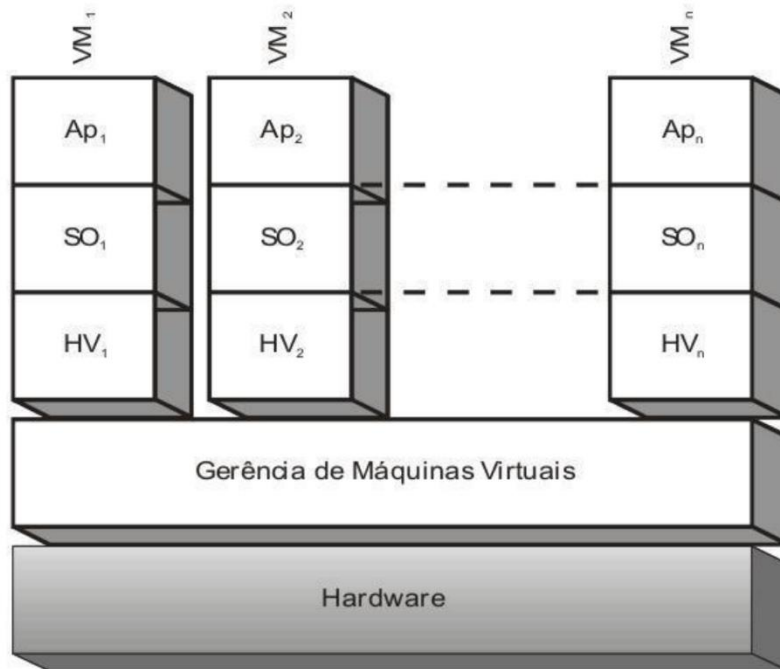 VM₁ VM₂ VMₙ
Ap₁ Ap₂ Apₙ
SO₁ SO₂ SOₙ
HV₁ HV₂ HVₙ
Gerência de Máquinas Virtuais
Hardware